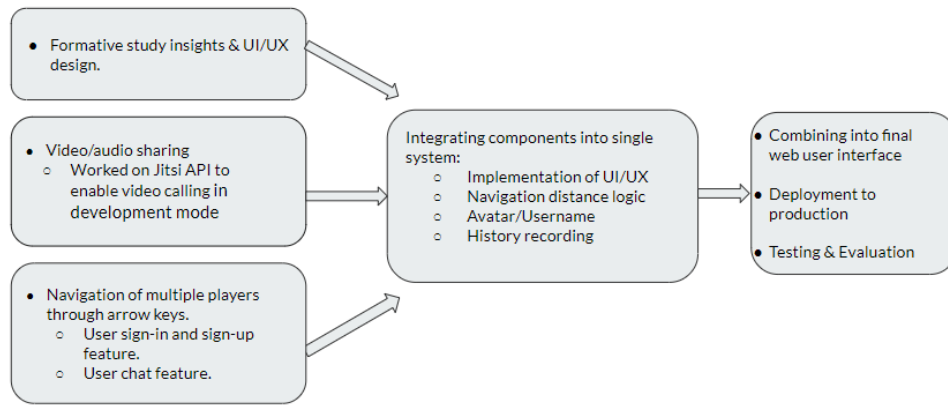 ● Formative study insights & UI/UX
design.
● Video/audio sharing
○ Worked on Jitsi API to
enable video calling in
development mode
● Navigation of multiple players
through arrow keys.
○ User sign-in and sign-up
feature.
○ User chat feature.
Integrating components into single
system:
○ Implementation of UI/UX
○ Navigation distance logic
○ Avatar/Username
○ History recording
● Combining into final
web user interface
● Deployment to
production
● Testing & Evaluation